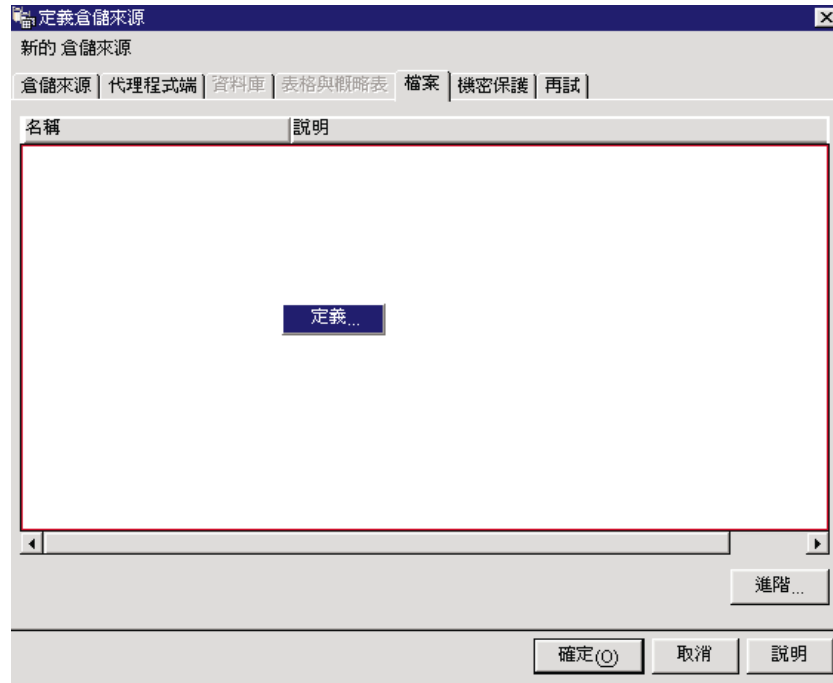 定義倉儲來源
新的 倉儲來源
倉儲來源 代理程式端 資料庫 表格與概略表 檔案 機密保護 再試
名稱 說明
定義...
進階...
確定(O) 取消 說明